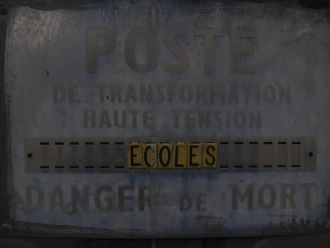 POSTE
DE TRANSFORMATION
HAUTE TENSION
ECOLES
DANGER DE MORT